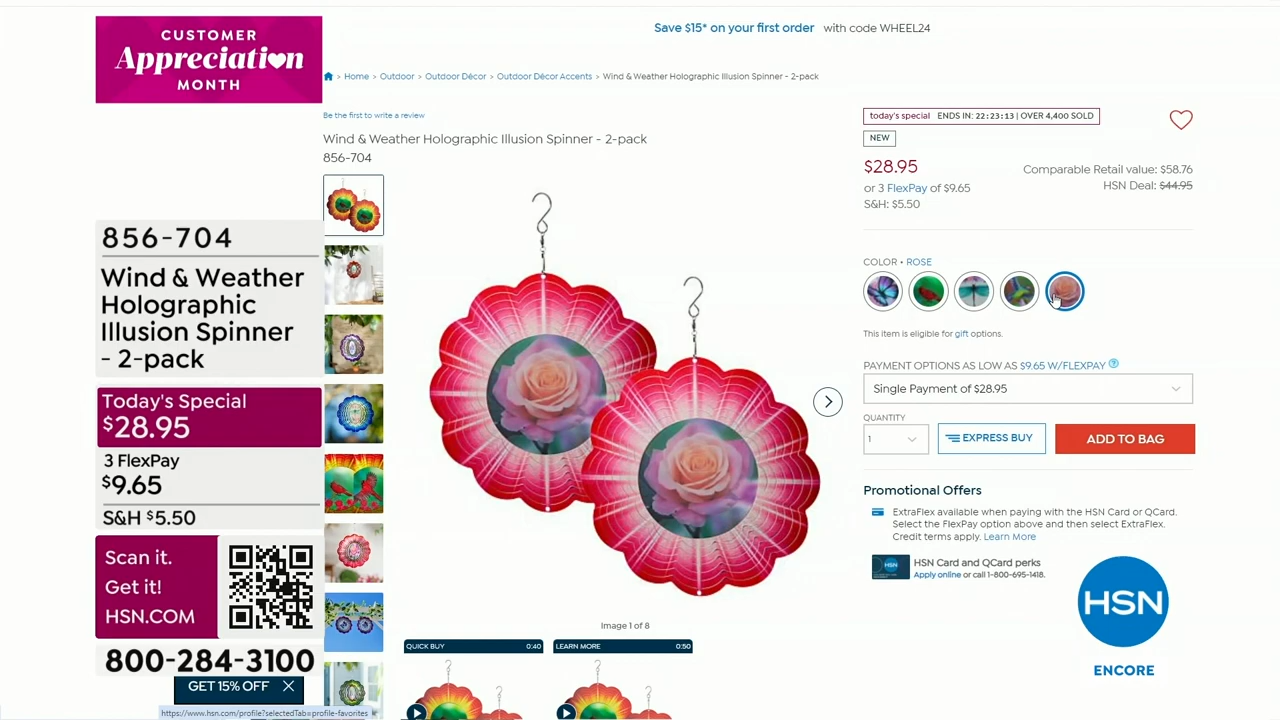 CUSTOMER
Appreciation
MONTH
Save $15* on your first order with code WHEEL24
> Home > Outdoor > Outdoor Décor > Outdoor Décor Accents > Wind & Weather Holographic Illusion Spinner - 2-pack
Be the first to write a review
Wind & Weather Holographic Illusion Spinner - 2-pack
856-704
today's special ENDS IN: 22:23:13 | OVER 4,400 SOLD
NEW
$28.95
or 3 FlexPay of $9.65
S&H: $5.50
Comparable Retail value: $58.76
HSN Deal: $44.95
COLOR • ROSE
This item is eligible for gift options.
PAYMENT OPTIONS AS LOW AS $9.65 W/FLEXPAY ?
Single Payment of $28.95
QUANTITY
1
EXPRESS BUY
ADD TO BAG
Promotional Offers
ExtraFlex available when paying with the HSN Card or QCard.
Select the FlexPay option above and then select ExtraFlex.
Credit terms apply. Learn More
HSN
HSN Card and QCard perks
Apply online or call 1-800-695-1418.
HSN
ENCORE
856-704
Wind & Weather
Holographic
Illusion Spinner
- 2-pack
Today's Special
$28.95
3 FlexPay
$9.65
S&H $5.50
Scan it.
Get it!
HSN.COM
800-284-3100
GET 15% OFF
Image 1 of 8
QUICK BUY 0:40
LEARN MORE 0:50
https://www.hsn.com/profile?selectedTab=profile-favorites